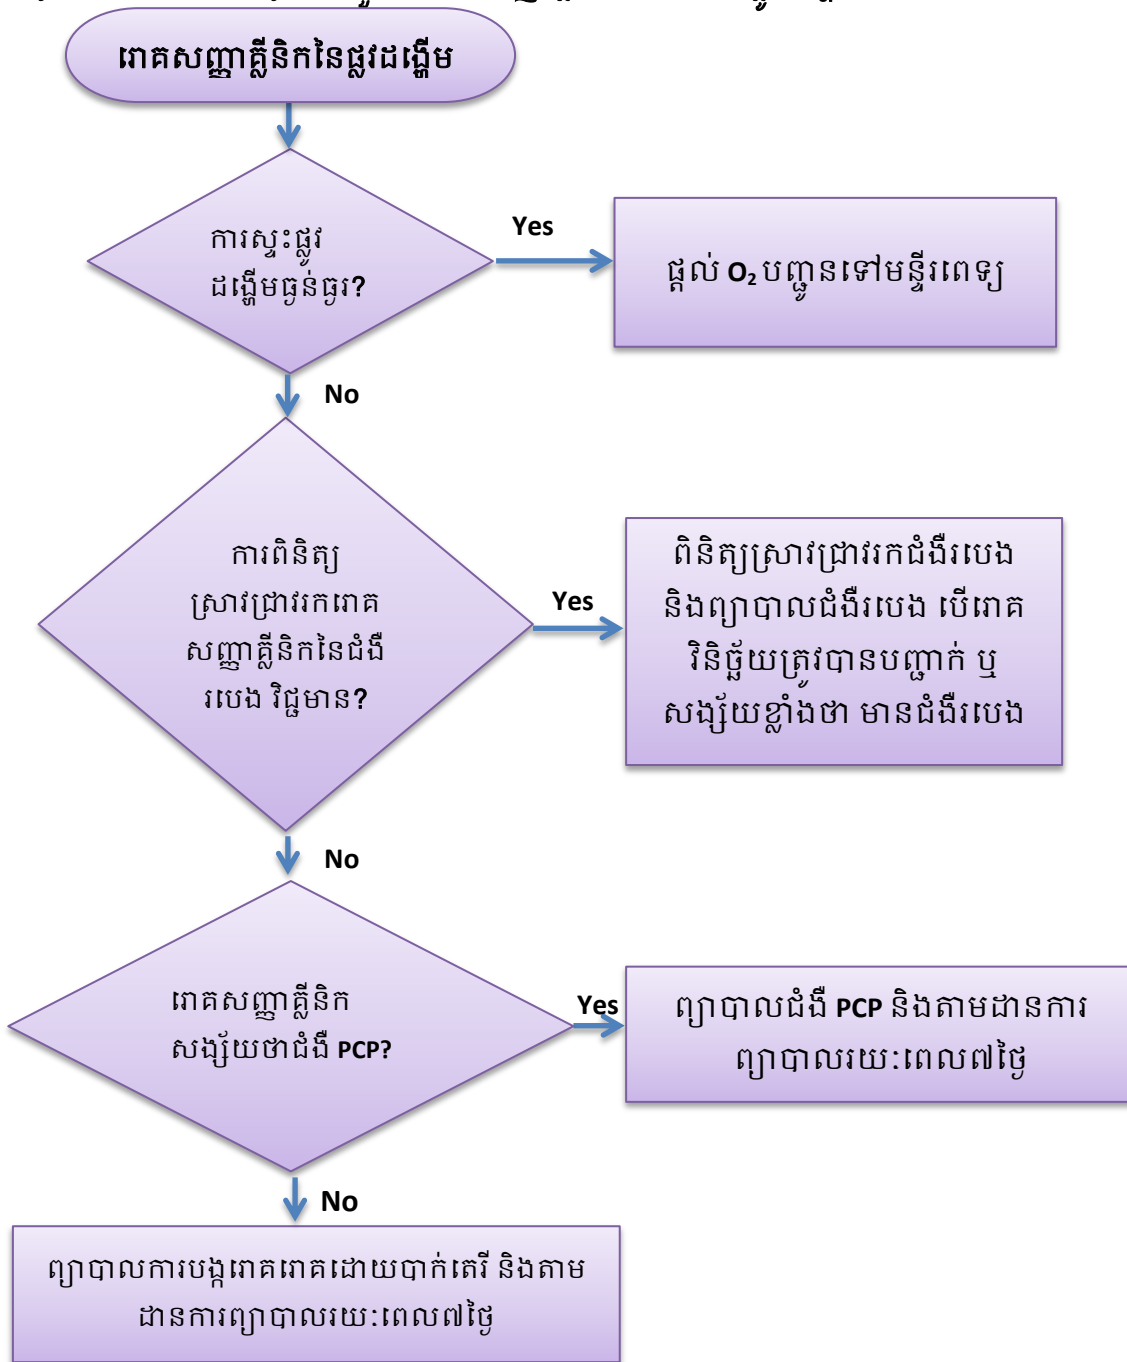 រោគសញ្ញាគ្លីនិកនៃផ្លូវដង្ហើម
ការស្ទះផ្លូវ
ដង្ហើមធ្ងន់ធ្ងរ?
Yes
ផ្តល់ O₂ បញ្ជូនទៅមន្ទីរពេទ្យ
No
ការពិនិត្យ
ស្រាវជ្រាវរករោគ
សញ្ញាគ្លីនិកនៃជំងឺ
របេង វិជ្ជមាន?
Yes
ពិនិត្យស្រាវជ្រាវរកជំងឺរបេង
និងព្យាបាលជំងឺរបេង បើរោគ
វិនិច្ឆ័យត្រូវបានបញ្ជាក់ ឬ
សង្ស័យខ្លាំងថា មានជំងឺរបេង
No
រោគសញ្ញាគ្លីនិក
សង្ស័យថាជំងឺ PCP?
Yes
ព្យាបាលជំងឺ PCP និងតាមដានការ
ព្យាបាលរយៈពេល៧ថ្ងៃ
No
ព្យាបាលការបង្ករោគរោគដោយបាក់តេរី និងតាម
ដានការព្យាបាលរយៈពេល៧ថ្ងៃ